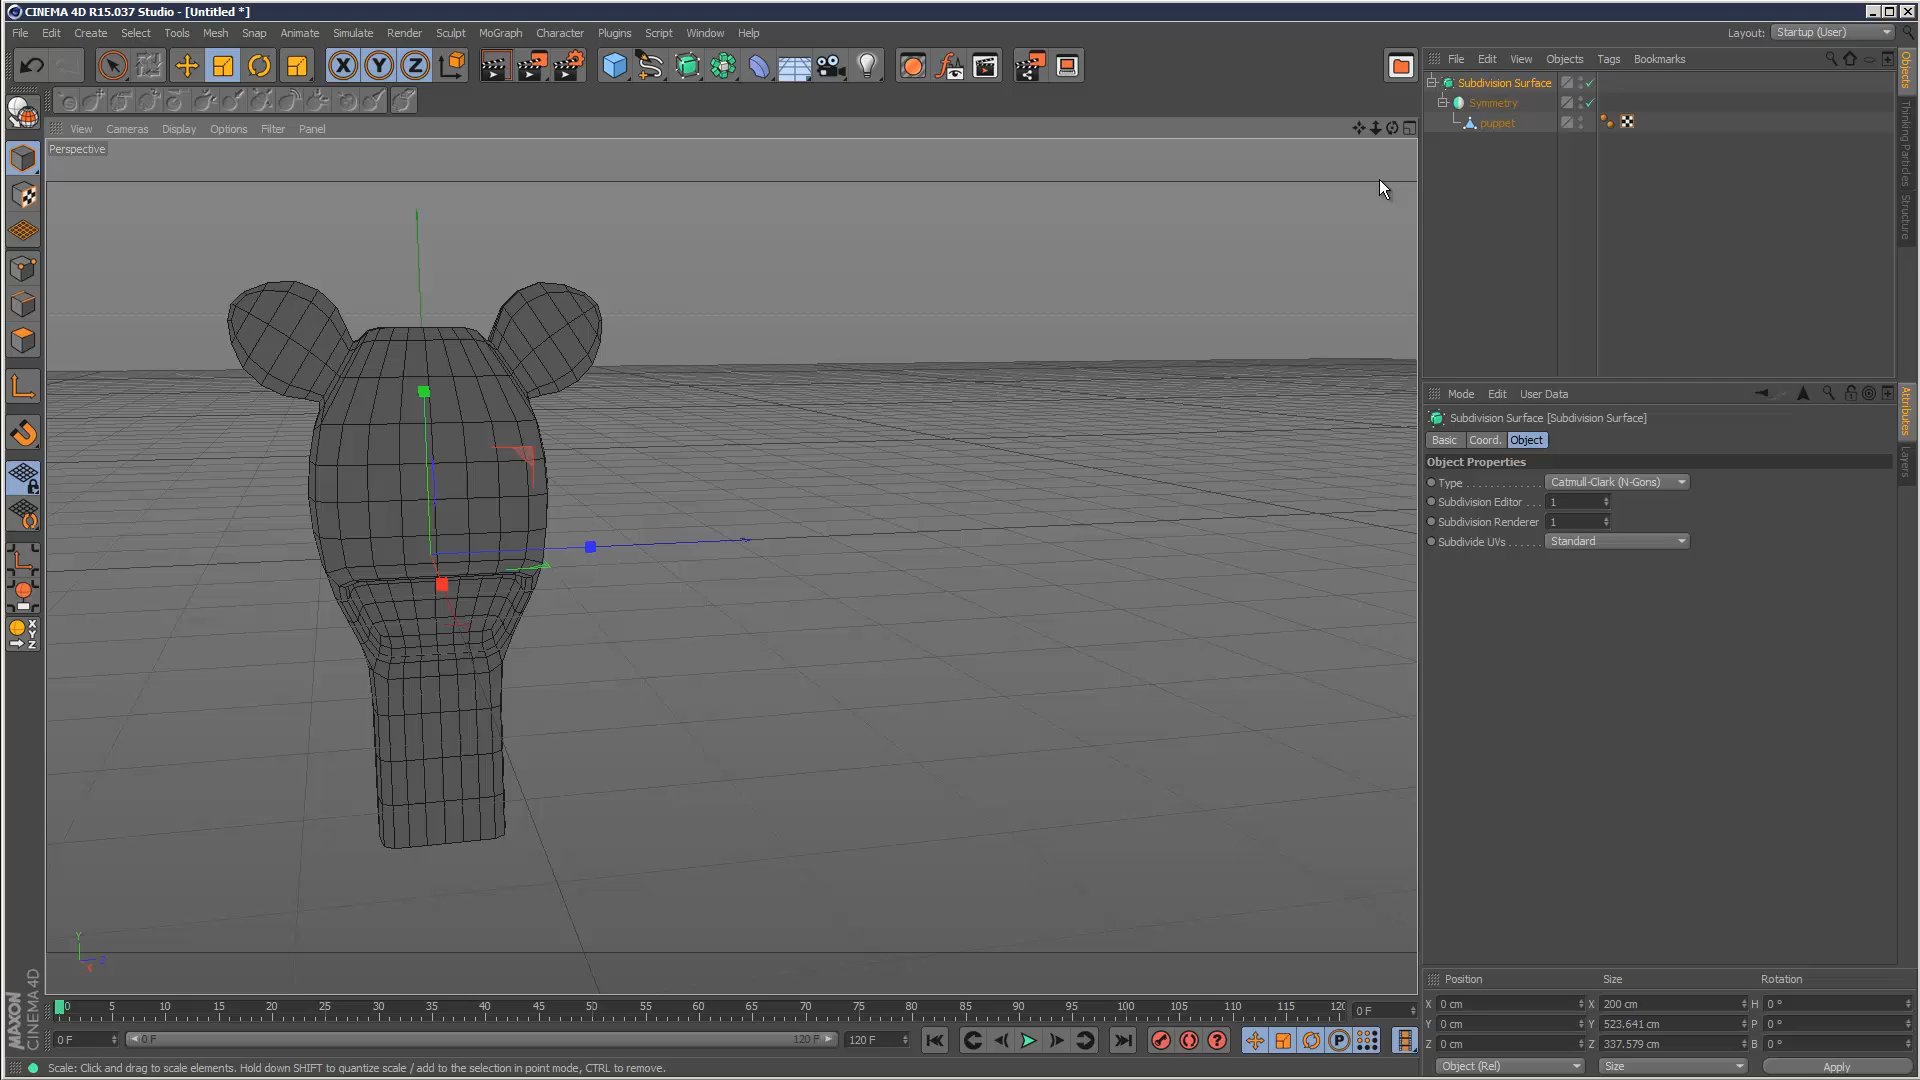 CINEMA 4D R15.037 Studio - [Untitled *]
File Edit Create Select Tools Mesh Snap Animate Simulate Render Sculpt MoGraph Character Plugins Script Window Help
Layout: Startup (User)
File Edit View Objects Tags Bookmarks
Subdivision Surface
Symmetry
puppet
Objects
Thinking Particles
Structure
View Cameras Display Options Filter Panel
Perspective
Mode Edit User Data
Subdivision Surface [Subdivision Surface]
Basic Coord. Object
Object Properties
Type . . . . . . . . . . . . Catmull-Clark (N-Gons)
Subdivision Editor . . . 1
Subdivision Renderer 1
Subdivide UVs . . . . . . Standard
Attributes
Layers
X
Y
Z
Y
Z
X
MAXON
CINEMA 4D
0 5 10 15 20 25 30 35 40 45 50 55 60 65 70 75 80 85 90 95 100 105 110 115 12 0 F
0 F 0 F 120 F 120 F
Position Size Rotation
X 0 cm X 200 cm H 0 °
Y 0 cm Y 523.641 cm P 0 °
Z 0 cm Z 337.579 cm B 0 °
Object (Rel) Size Apply
Scale: Click and drag to scale elements. Hold down SHIFT to quantize scale / add to the selection in point mode, CTRL to remove.